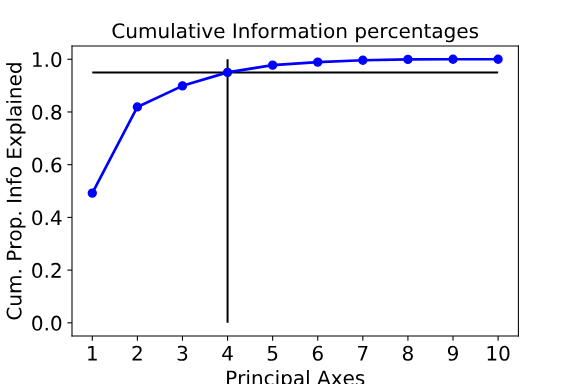 Cumulative Information percentages
Cum. Prop. Info Explained
1.0
0.8
0.6
0.4
0.2
0.0
1 2 3 4 5 6 7 8 9 10
Principal Axes